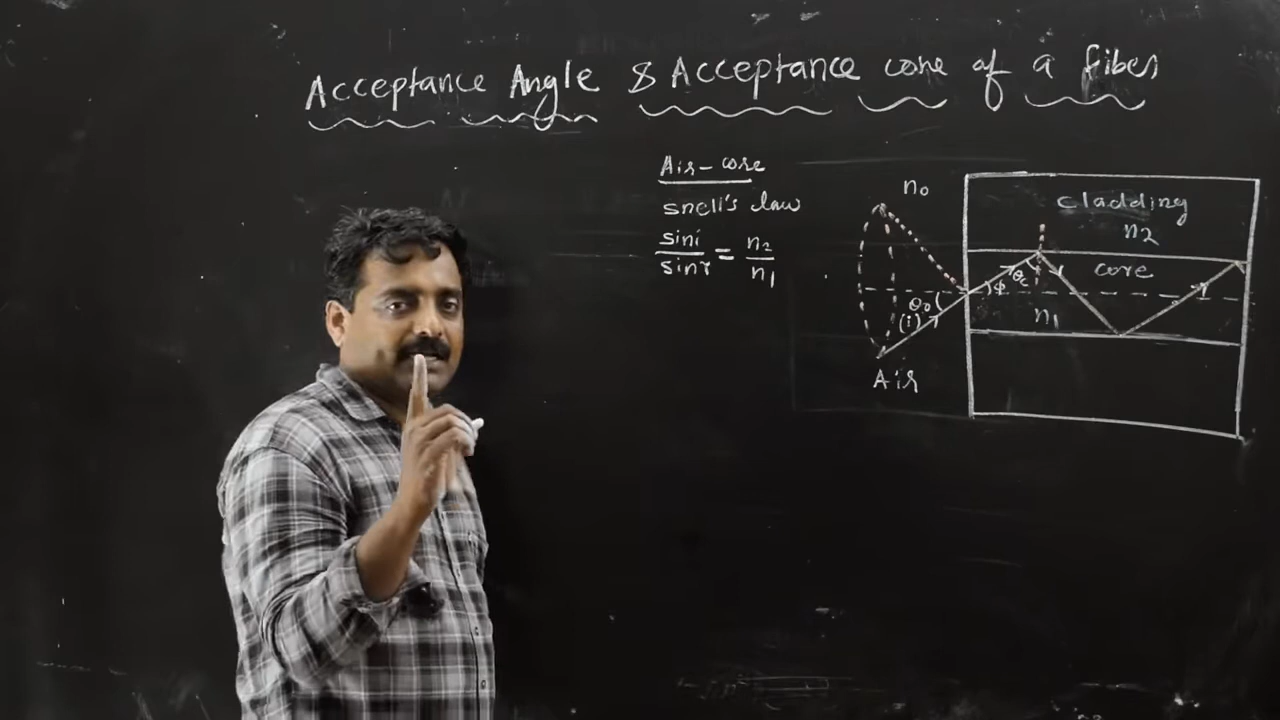 Acceptance Angle & Acceptance cone of a fiber
Air-core
snell's law
sini/sinr = n2/n1
n0
cladding
n2
core
θc
ϕ
θ0
(i)
n1
Air